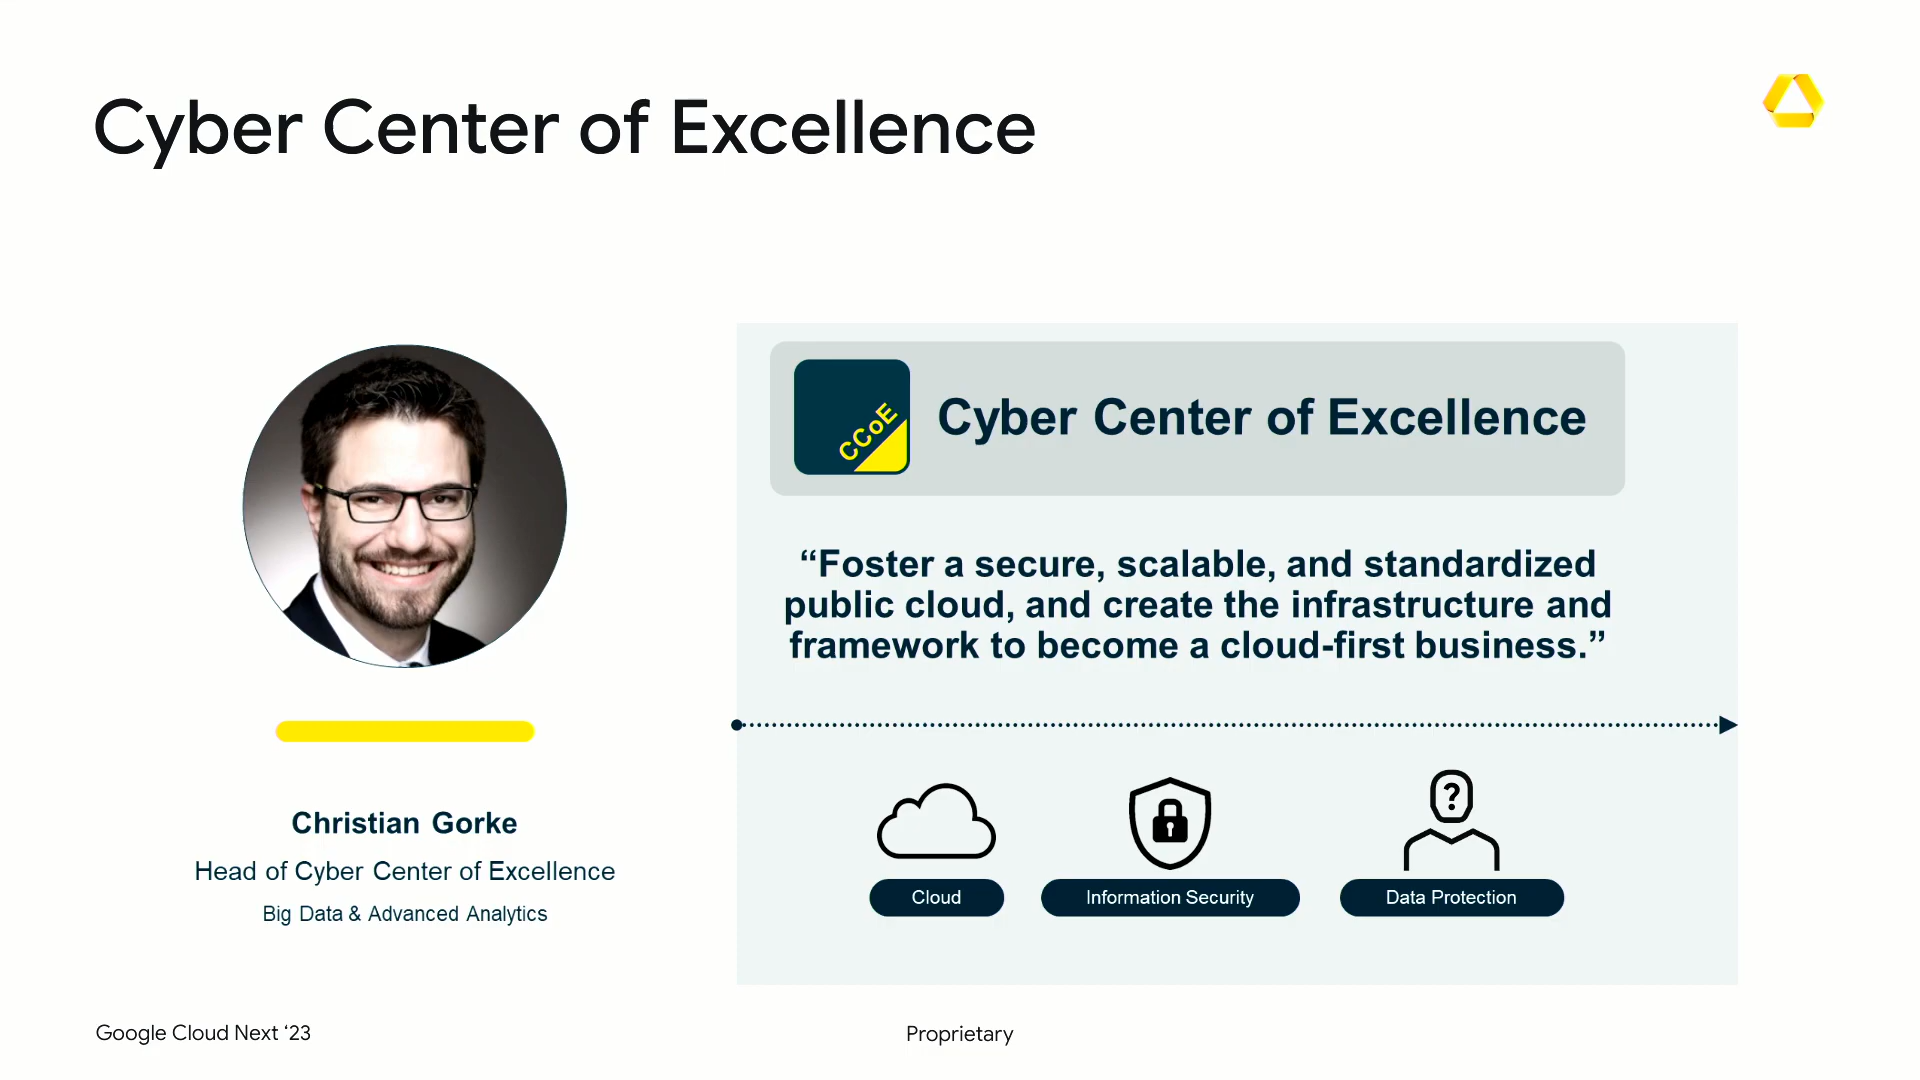 Cyber Center of Excellence
CCoE
Cyber Center of Excellence
“Foster a secure, scalable, and standardized
public cloud, and create the infrastructure and
framework to become a cloud-first business.”
Christian Gorke
Head of Cyber Center of Excellence
Big Data & Advanced Analytics
?
Cloud
Information Security
Data Protection
Google Cloud Next ‘23
Proprietary